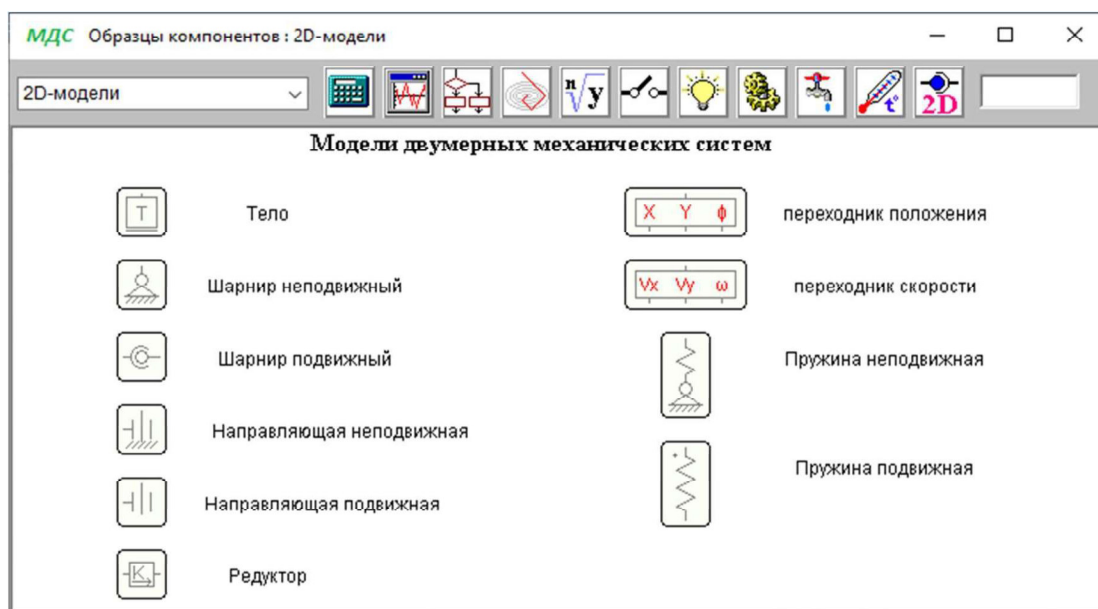 МДС Образцы компонентов : 2D-модели
2D-модели
n√y
t°
2D
Модели двумерных механических систем
T Тело
X Y ϕ переходник положения
Шарнир неподвижный
Vx Vy ω переходник скорости
Шарнир подвижный
Пружина неподвижная
Направляющая неподвижная
Пружина подвижная
Направляющая подвижная
K Редуктор